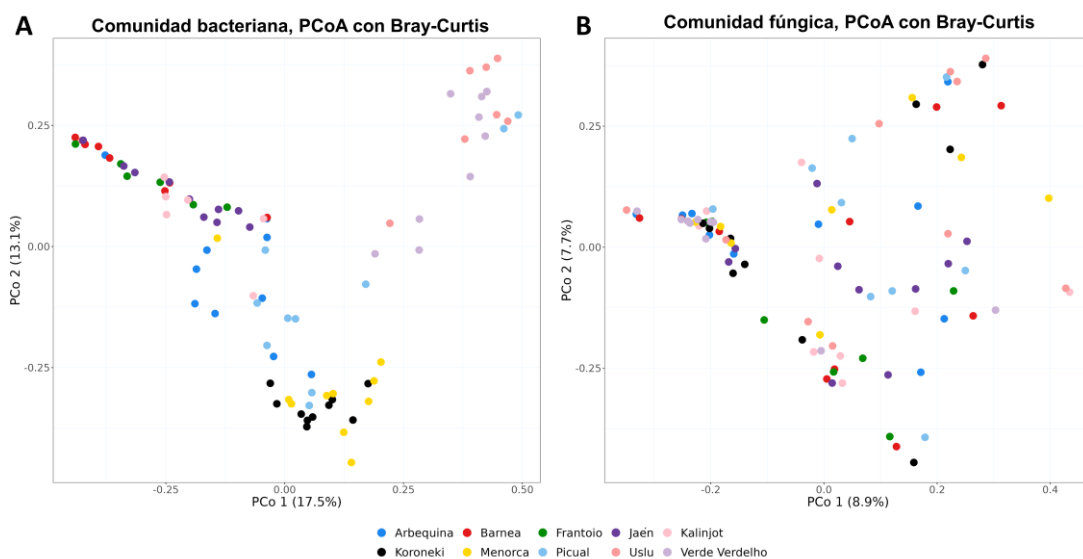 A
Comunidad bacteriana, PCoA con Bray-Curtis
0.25
0.00
-0.25
PCo 2 (13.1%)
-0.25
0.00
0.25
0.50
PCo 1 (17.5%)
B
Comunidad fúngica, PCoA con Bray-Curtis
0.25
0.00
-0.25
PCo 2 (7.7%)
-0.2
0.0
0.2
0.4
PCo 1 (8.9%)
Arbequina Barnea Frantoio Jaén Kalinjot
Koroneki Menorca Picual Uslu Verde Verdelho